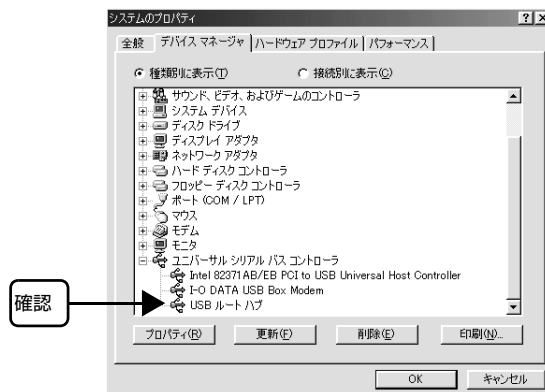 システムのプロパティ
全般 デバイス マネージャ ハードウェア プロファイル パフォーマンス
種類別に表示(T) 接続別に表示(C)
サウンド、ビデオ、およびゲームのコントローラ
システム デバイス
ディスク ドライブ
ディスプレイ アダプタ
ネットワーク アダプタ
ハード ディスク コントローラ
フロッピー ディスク コントローラ
ポート (COM / LPT)
マウス
モデム
モニタ
ユニバーサル シリアル バス コントローラ
Intel 82371AB/EB PCI to USB Universal Host Controller
I-O DATA USB Box Modem
確認
USB ルート ハブ
プロパティ(R) 更新(F) 削除(E) 印刷(N)...
OK キャンセル